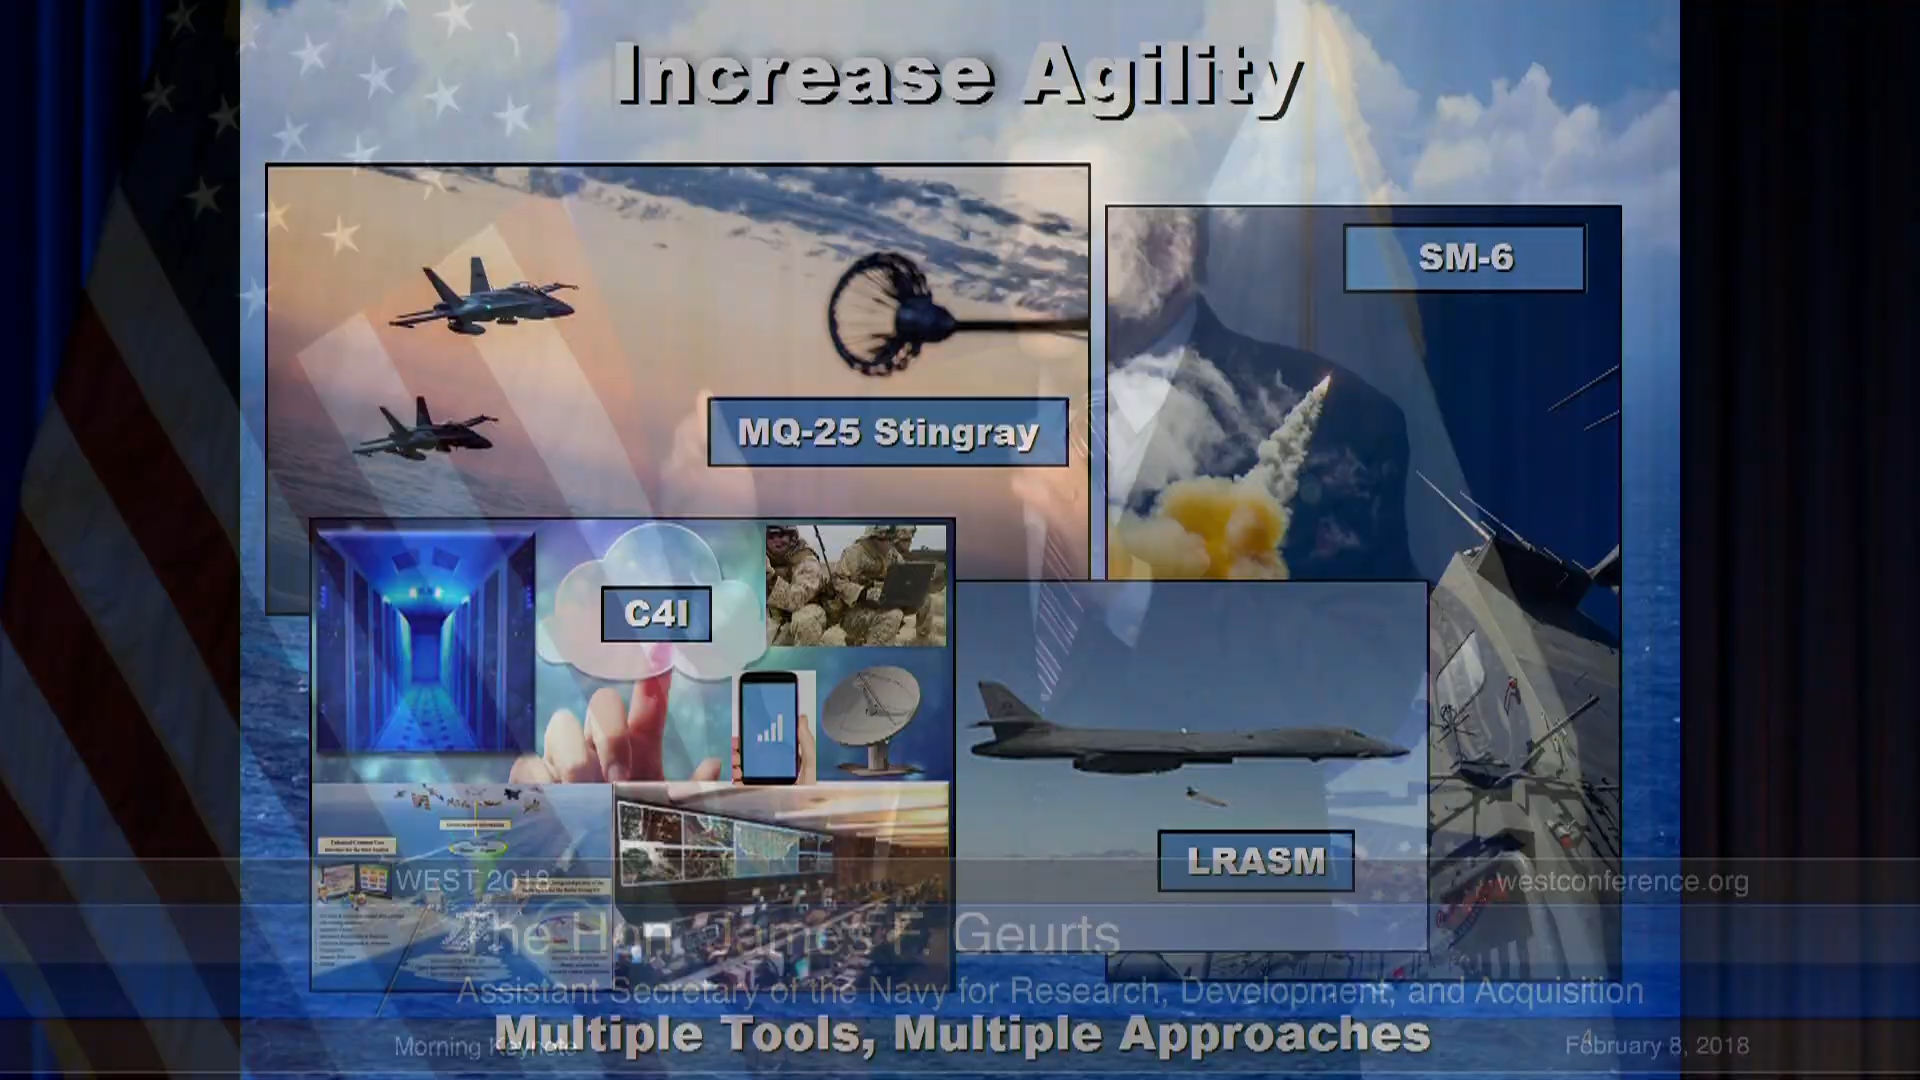 Increase Agility
SM-6
MQ-25 Stingray
C4I
LRASM
WEST 2018
westconference.org
The Hon. James F. Geurts
Assistant Secretary of the Navy for Research, Development, and Acquisition
Multiple Tools, Multiple Approaches
Morning Keynote
4
February 8, 2018